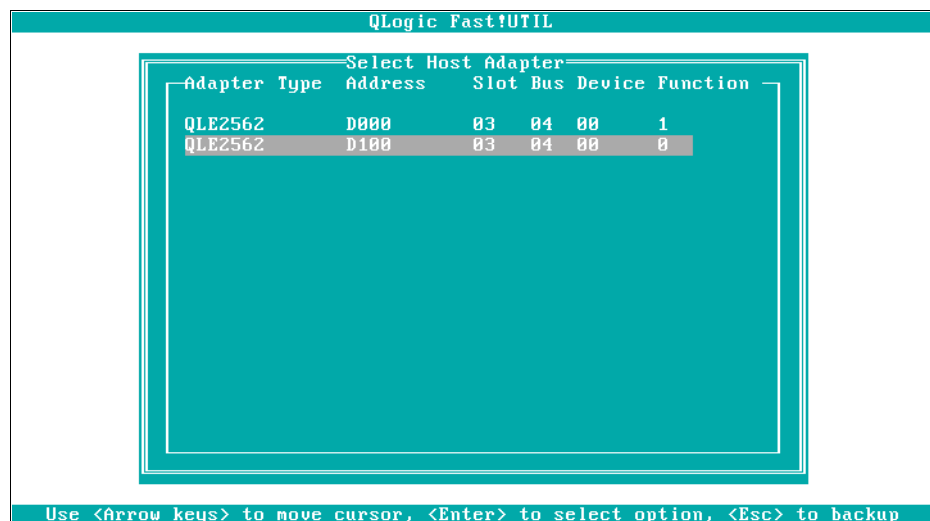 QLogic Fast!UTIL
Select Host Adapter
Adapter Type Address Slot Bus Device Function
QLE2562 D000 03 04 00 1
QLE2562 D100 03 04 00 0
Use <Arrow keys> to move cursor, <Enter> to select option, <Esc> to backup